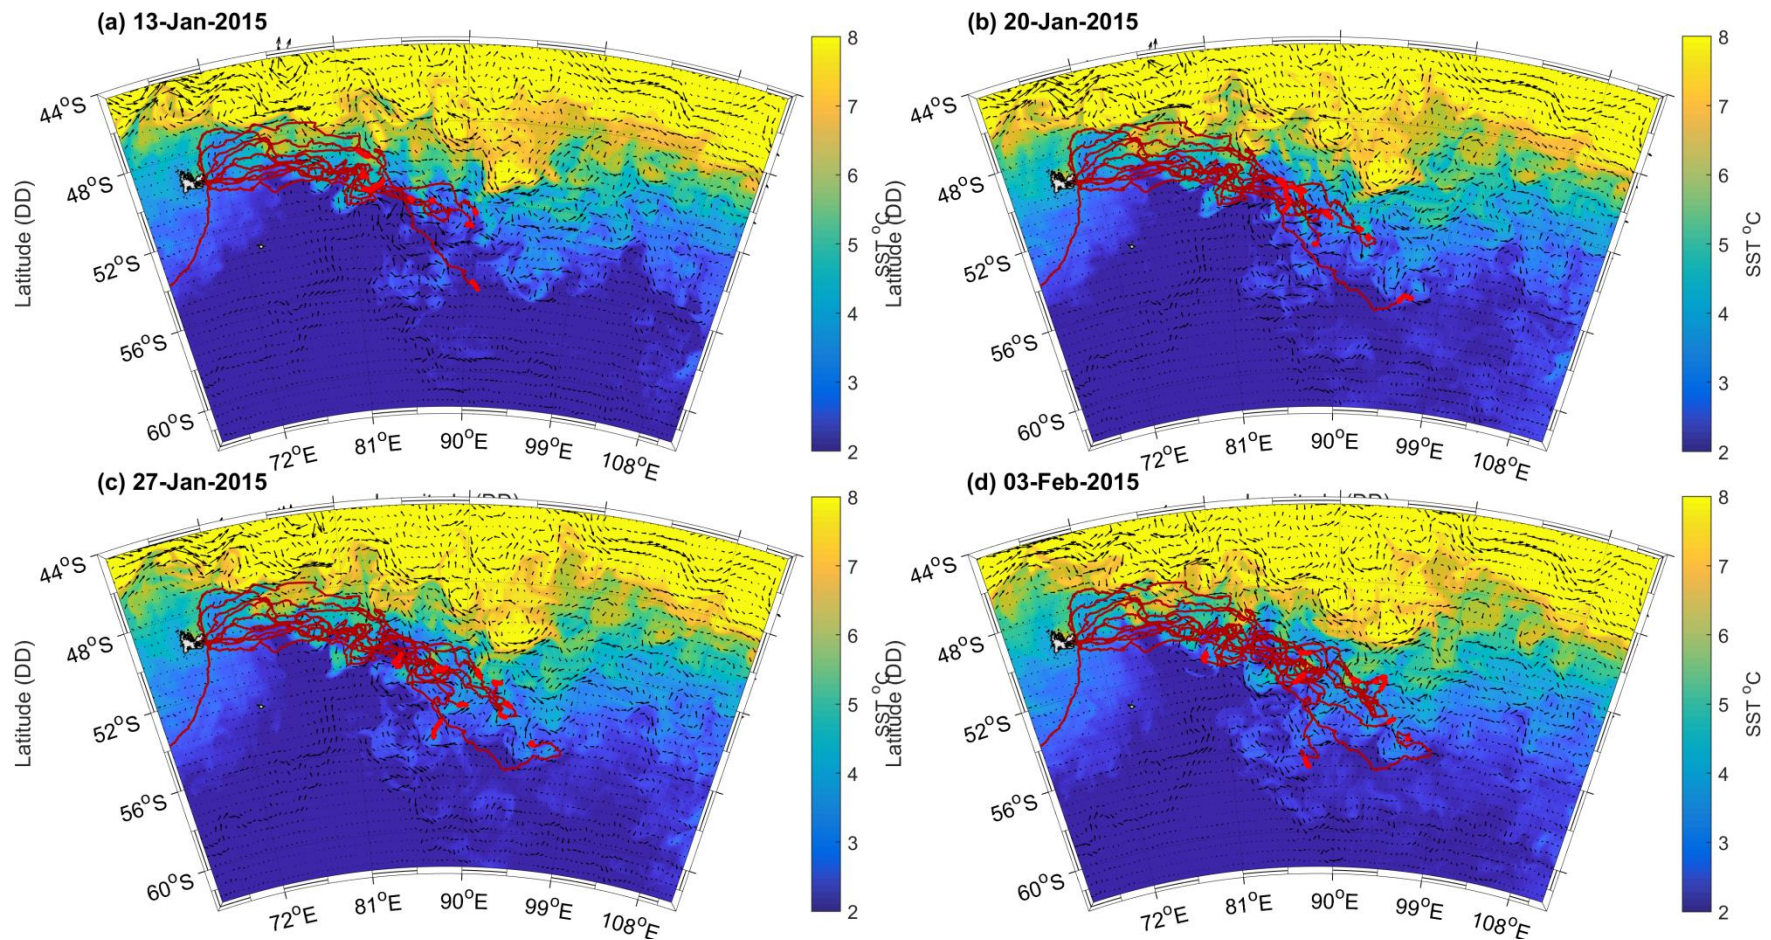 (a) 13-Jan-2015
44°S
48°S
52°S
56°S
60°S
Latitude (DD)
72°E
81°E
90°E
99°E
108°E
8
7
6
5
4
3
2
SST °C
(b) 20-Jan-2015
44°S
48°S
52°S
56°S
60°S
Latitude (DD)
72°E
81°E
90°E
99°E
108°E
8
7
6
5
4
3
2
SST °C
(c) 27-Jan-2015
44°S
48°S
52°S
56°S
60°S
Latitude (DD)
72°E
81°E
90°E
99°E
108°E
8
7
6
5
4
3
2
SST °C
(d) 03-Feb-2015
44°S
48°S
52°S
56°S
60°S
Latitude (DD)
72°E
81°E
90°E
99°E
108°E
8
7
6
5
4
3
2
SST °C